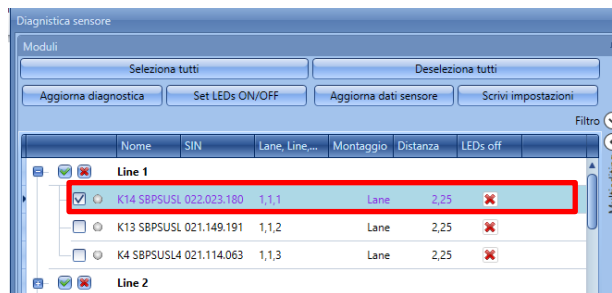 Diagnistica sensore
Moduli
Seleziona tutti Deseleziona tutti
Aggiorna diagnostica Set LEDs ON/OFF Aggiorna dati sensore Scrivi impostazioni
Filtro
Nome SIN Lane, Line,... Montaggio Distanza LEDs off
Line 1
K14 SBPSUSL 022.023.180 1,1,1 Lane 2,25
K13 SBPSUSL 021.149.191 1,1,2 Lane 2,25
K4 SBPSUSL4 021.114.063 1,1,3 Lane 2,25
Line 2